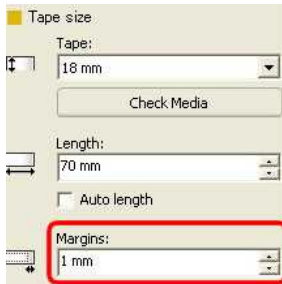 Tape size
Tape:
18 mm
Check Media
Length:
70 mm
Auto length
Margins:
1 mm